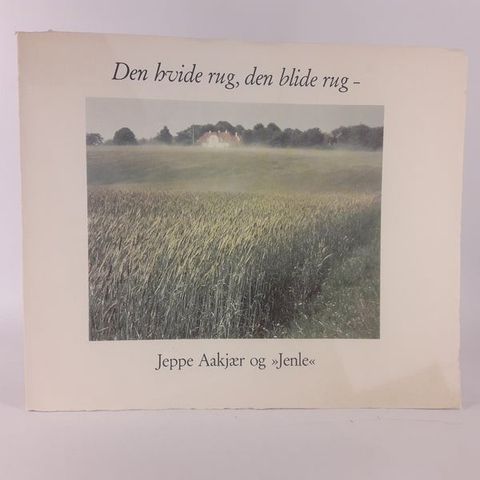 Den hvide rug, den blide rug –
Jeppe Aakjær og »Jenle«